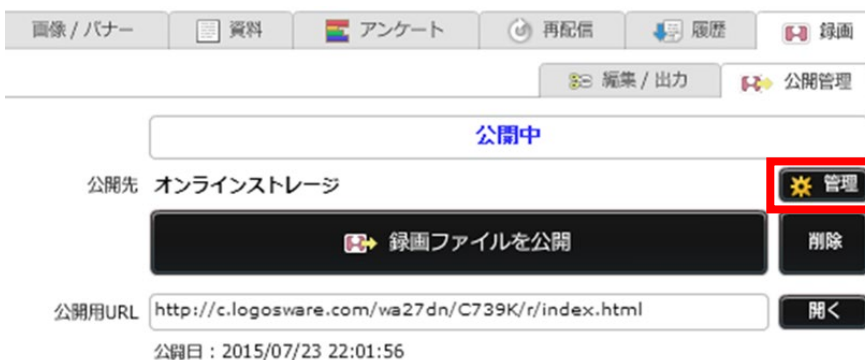 画像 / バナー 資料 アンケート 再配信 履歴 録画
編集 / 出力 公開管理
公開中
公開先 オンラインストレージ 管理
録画ファイルを公開 削除
公開用URL http://c.logosware.com/wa27dn/C739K/r/index.html 開く
公開日：2015/07/23 22:01:56